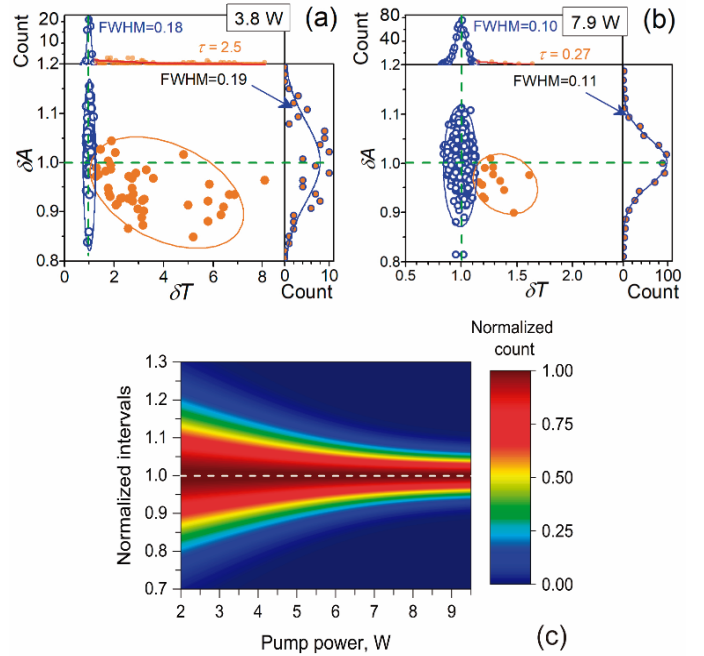 20 FWHM=0.18 3.8 W (a)
10 τ = 2.5
0
Count
1.2
FWHM=0.19
1.1
1.0
0.9
0.8
δA
0 2 4 6 8 0 10
δT Count
80 FWHM=0.10 7.9 W (b)
40 τ = 0.27
0
Count
1.2
FWHM=0.11
1.1
1.0
0.9
0.8
δA
0.5 1.0 1.5 2.0 0 100
δT Count
Normalized
count
1.3
1.2
1.1
1.0
0.9
0.8
0.7
Normalized intervals
2 3 4 5 6 7 8 9
Pump power, W
1.00
0.75
0.50
0.25
0.00
(c)